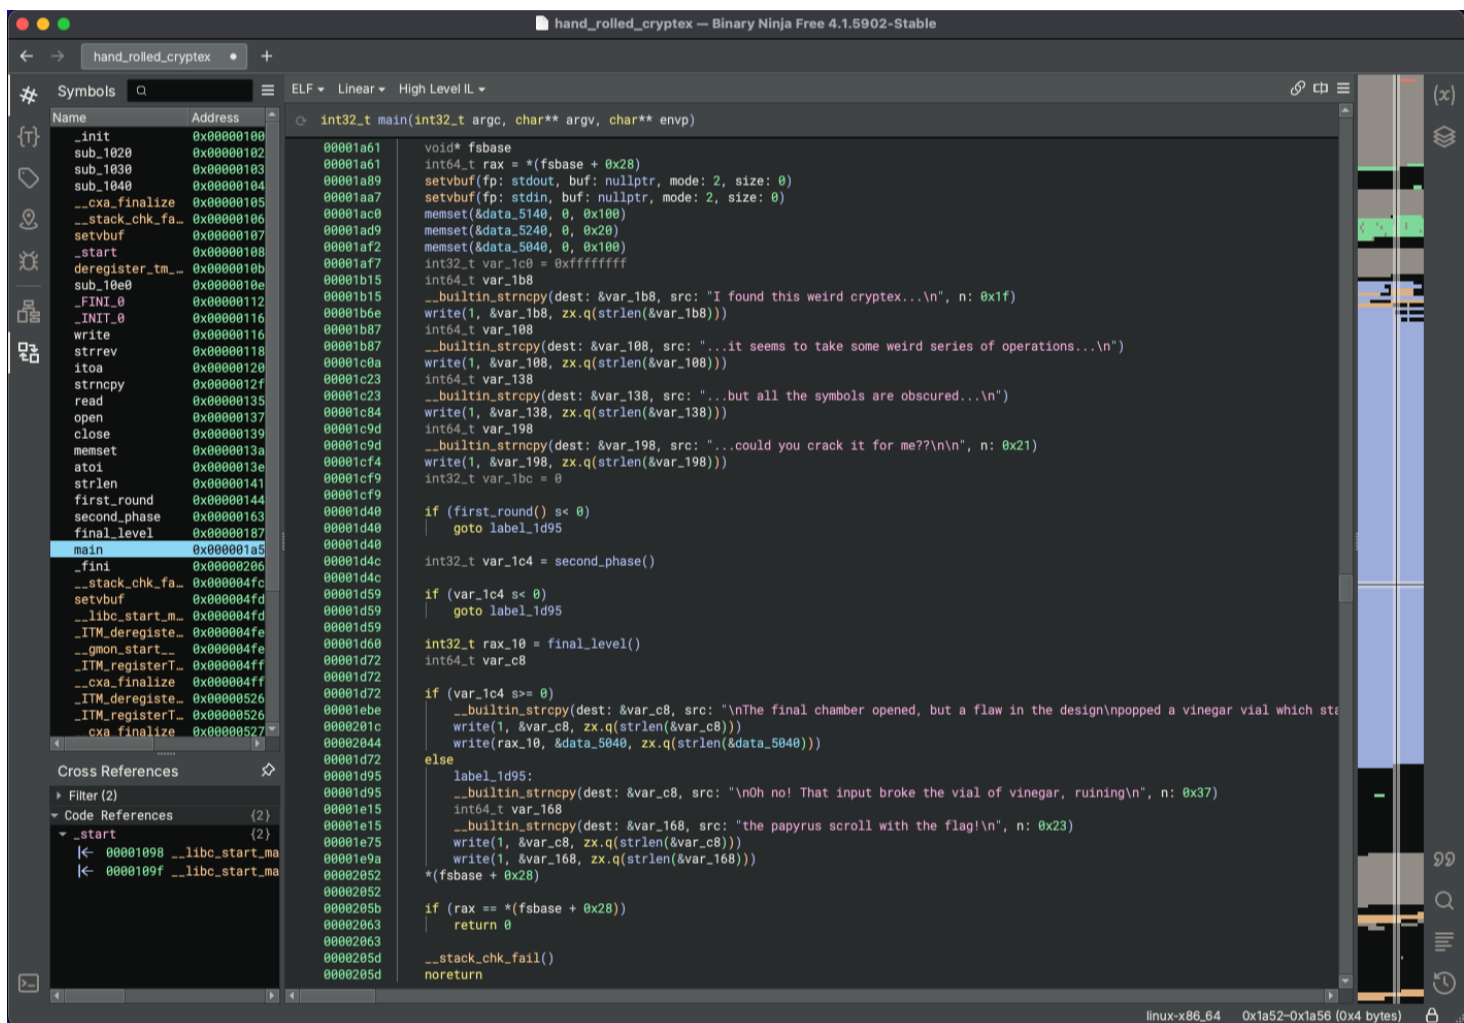 hand_rolled_cryptex — Binary Ninja Free 4.1.5902-Stable
hand_rolled_cryptex
Symbols
Name Address
_init 0x00000100
sub_1020 0x00000102
sub_1030 0x00000103
sub_1040 0x00000104
__cxa_finalize 0x00000105
__stack_chk_fa… 0x00000106
setvbuf 0x00000107
_start 0x00000108
deregister_tm_… 0x0000010b
sub_10e0 0x0000010e
_FINI_0 0x00000112
_INIT_0 0x00000116
write 0x00000116
strrev 0x00000118
itoa 0x00000120
strncpy 0x0000012f
read 0x00000135
open 0x00000137
close 0x00000139
memset 0x0000013a
atoi 0x0000013e
strlen 0x00000141
first_round 0x00000144
second_phase 0x00000163
final_level 0x00000187
main 0x000001a5
_fini 0x00000206
__stack_chk_fa… 0x000004fc
setvbuf 0x000004fd
__libc_start_m… 0x000004fd
_ITM_deregiste… 0x000004fe
__gmon_start__ 0x000004fe
_ITM_registerT… 0x000004ff
__cxa_finalize 0x000004ff
_ITM_deregiste… 0x00000526
_ITM_registerT… 0x00000526
__cxa_finalize 0x00000527
Cross References
Filter (2)
Code References {2}
_start {2}
00001098 __libc_start_ma
0000109f __libc_start_ma
ELF Linear High Level IL
int32_t main(int32_t argc, char** argv, char** envp)
00001a61 void* fsbase
00001a61 int64_t rax = *(fsbase + 0x28)
00001a89 setvbuf(fp: stdout, buf: nullptr, mode: 2, size: 0)
00001aa7 setvbuf(fp: stdin, buf: nullptr, mode: 2, size: 0)
00001ac0 memset(&data_5140, 0, 0x100)
00001ad9 memset(&data_5240, 0, 0x20)
00001af2 memset(&data_5040, 0, 0x100)
00001af7 int32_t var_1c0 = 0xffffffff
00001b15 int64_t var_1b8
00001b15 __builtin_strncpy(dest: &var_1b8, src: "I found this weird cryptex...\n", n: 0x1f)
00001b6e write(1, &var_1b8, zx.q(strlen(&var_1b8)))
00001b87 int64_t var_108
00001b87 __builtin_strcpy(dest: &var_108, src: "...it seems to take some weird series of operations...\n")
00001c0a write(1, &var_108, zx.q(strlen(&var_108)))
00001c23 int64_t var_138
00001c23 __builtin_strcpy(dest: &var_138, src: "...but all the symbols are obscured...\n")
00001c84 write(1, &var_138, zx.q(strlen(&var_138)))
00001c9d int64_t var_198
00001c9d __builtin_strncpy(dest: &var_198, src: "...could you crack it for me??\n\n", n: 0x21)
00001cf4 write(1, &var_198, zx.q(strlen(&var_198)))
00001cf9 int32_t var_1bc = 0
00001cf9
00001d40 if (first_round() s< 0)
00001d40 goto label_1d95
00001d40
00001d4c int32_t var_1c4 = second_phase()
00001d4c
00001d59 if (var_1c4 s< 0)
00001d59 goto label_1d95
00001d59
00001d60 int32_t rax_10 = final_level()
00001d72 int64_t var_c8
00001d72
00001d72 if (var_1c4 s>= 0)
00001ebe __builtin_strcpy(dest: &var_c8, src: "\nThe final chamber opened, but a flaw in the design\npopped a vinegar vial which sta
0000201c write(1, &var_c8, zx.q(strlen(&var_c8)))
00002044 write(rax_10, &data_5040, zx.q(strlen(&data_5040)))
00001d72 else
00001d95 label_1d95:
00001d95 __builtin_strncpy(dest: &var_c8, src: "\nOh no! That input broke the vial of vinegar, ruining\n", n: 0x37)
00001e15 int64_t var_168
00001e15 __builtin_strncpy(dest: &var_168, src: "the papyrus scroll with the flag!\n", n: 0x23)
00001e75 write(1, &var_c8, zx.q(strlen(&var_c8)))
00001e9a write(1, &var_168, zx.q(strlen(&var_168)))
00002052 *(fsbase + 0x28)
00002052
0000205b if (rax == *(fsbase + 0x28))
00002063 return 0
00002063
0000205d __stack_chk_fail()
0000205d noreturn
linux-x86_64 0x1a52–0x1a56 (0x4 bytes)